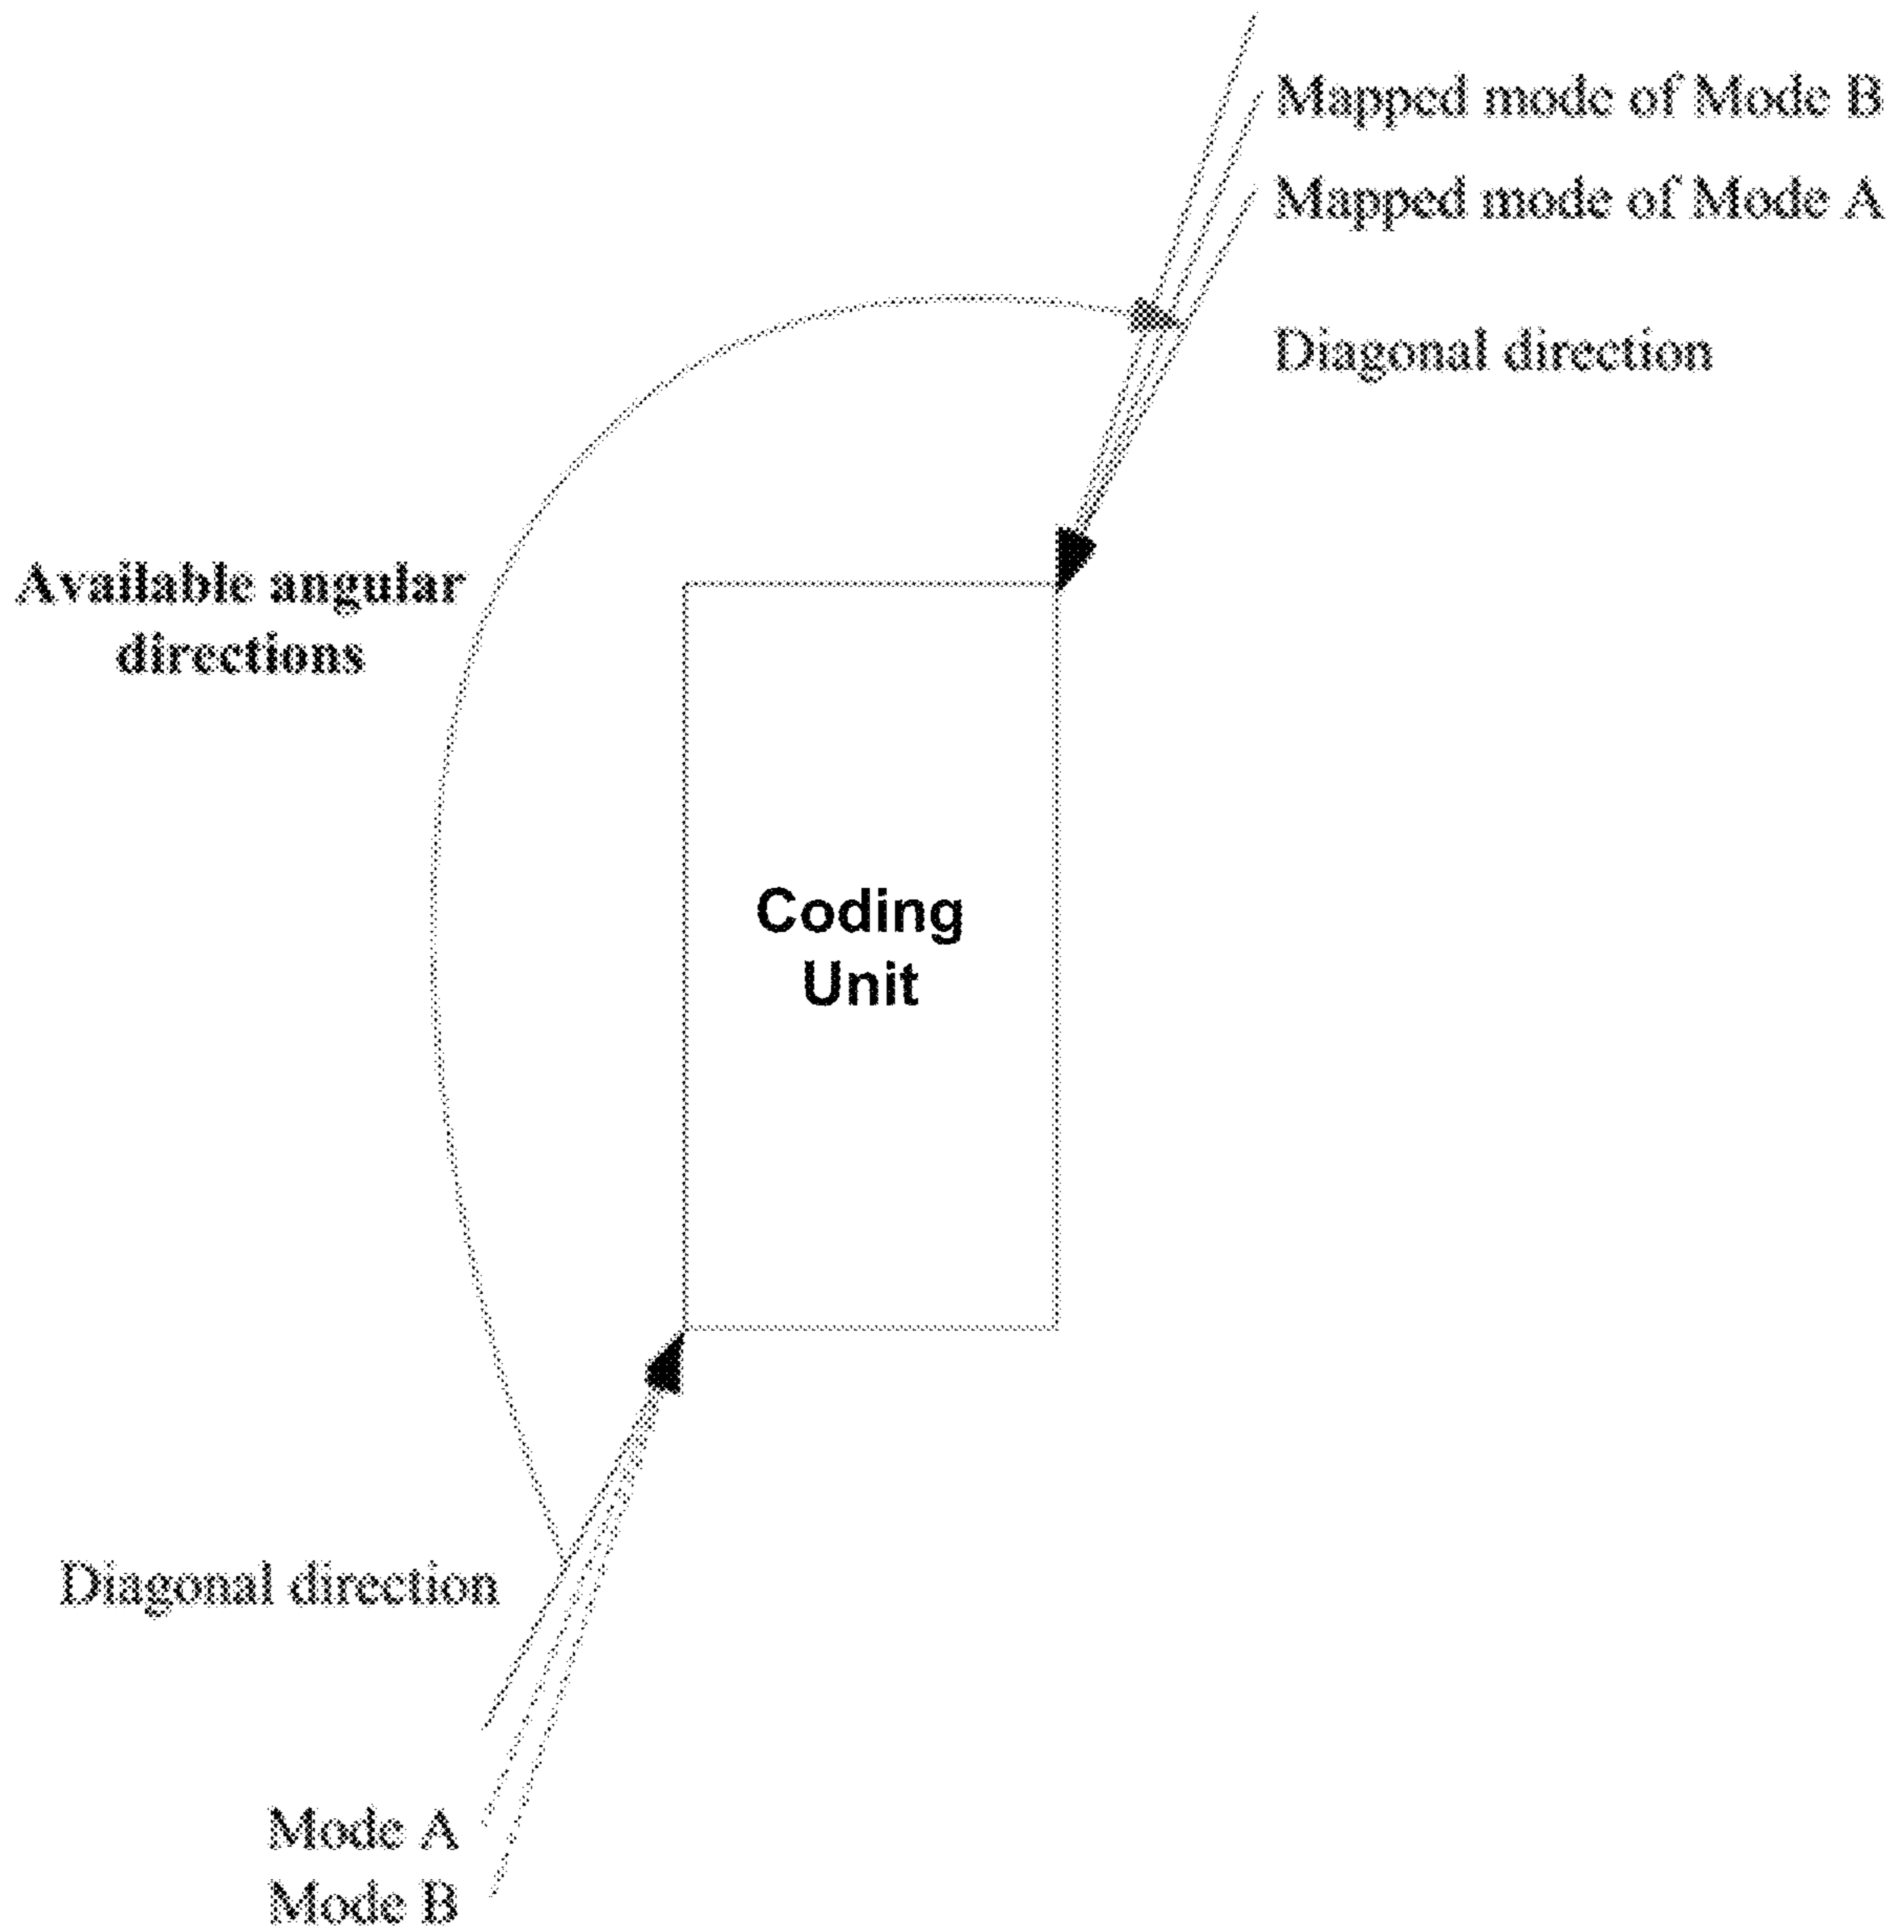 Mapped mode of Mode B
Mapped mode of Mode A
Diagonal direction
Available angular
directions
Coding
Unit
Diagonal direction
Mode A
Mode B